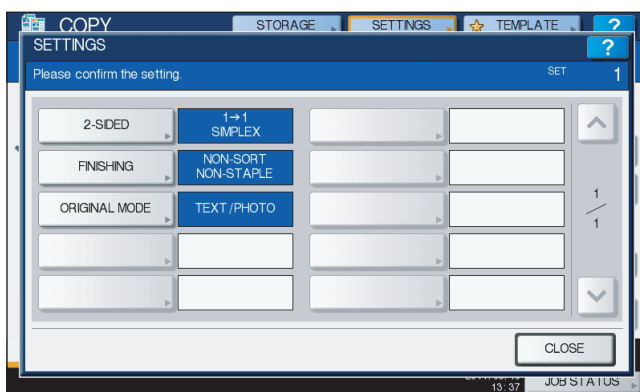 COPY
STORAGE
SETTINGS
TEMPLATE
?
SETTINGS
?
Please confirm the setting.
SET
1
2-SIDED
1→1
SIMPLEX
FINISHING
NON-SORT
NON-STAPLE
ORIGINAL MODE
TEXT/PHOTO
1
1
CLOSE
13:37
JOB STATUS